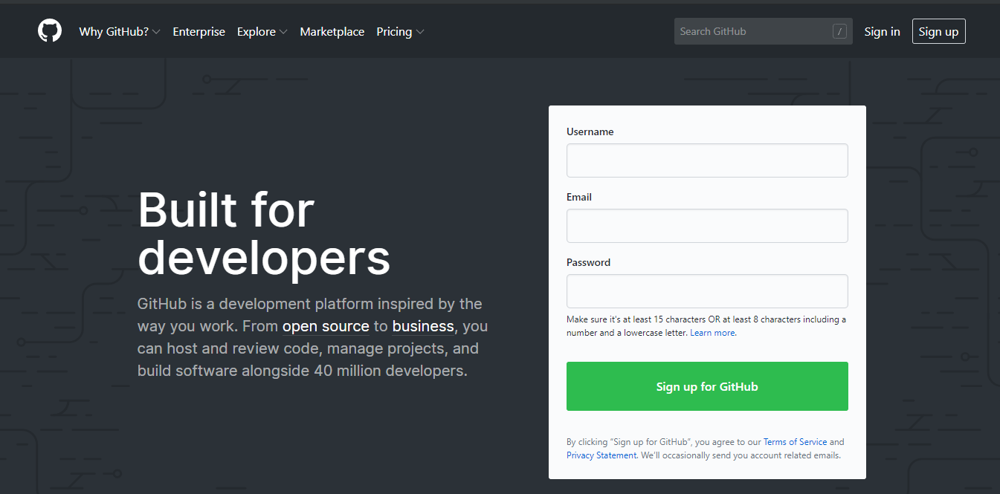 Why GitHub? Enterprise Explore Marketplace Pricing
Search GitHub /
Sign in
Sign up
Built for
developers
GitHub is a development platform inspired by the
way you work. From open source to business, you
can host and review code, manage projects, and
build software alongside 40 million developers.
Username
Email
Password
Make sure it's at least 15 characters OR at least 8 characters including a
number and a lowercase letter. Learn more.
Sign up for GitHub
By clicking “Sign up for GitHub”, you agree to our Terms of Service and
Privacy Statement. We’ll occasionally send you account related emails.